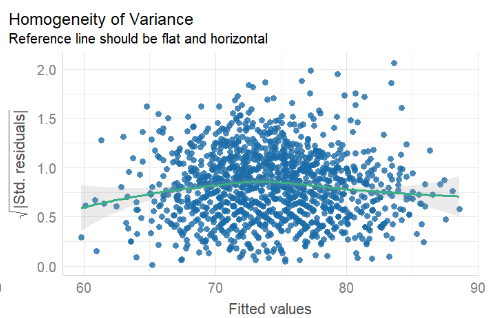 Homogeneity of Variance
Reference line should be flat and horizontal
2.0
1.5
1.0
0.5
0.0
√|Std. residuals|
60
70
80
90
Fitted values